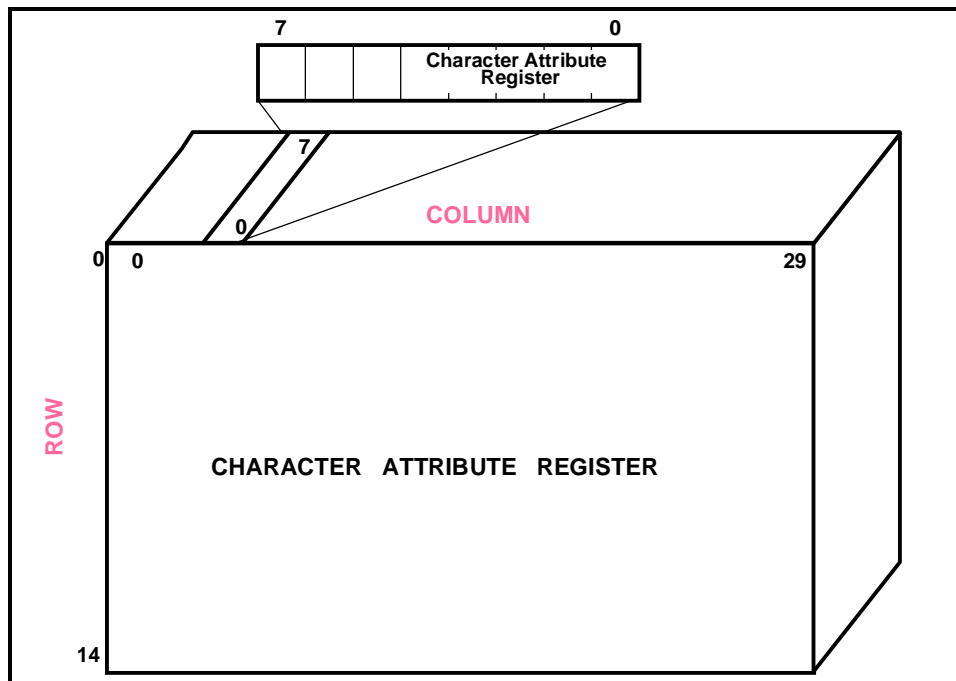 7 0
Character Attribute
Register
7
COLUMN
0
0 0 29
ROW
CHARACTER ATTRIBUTE REGISTER
14